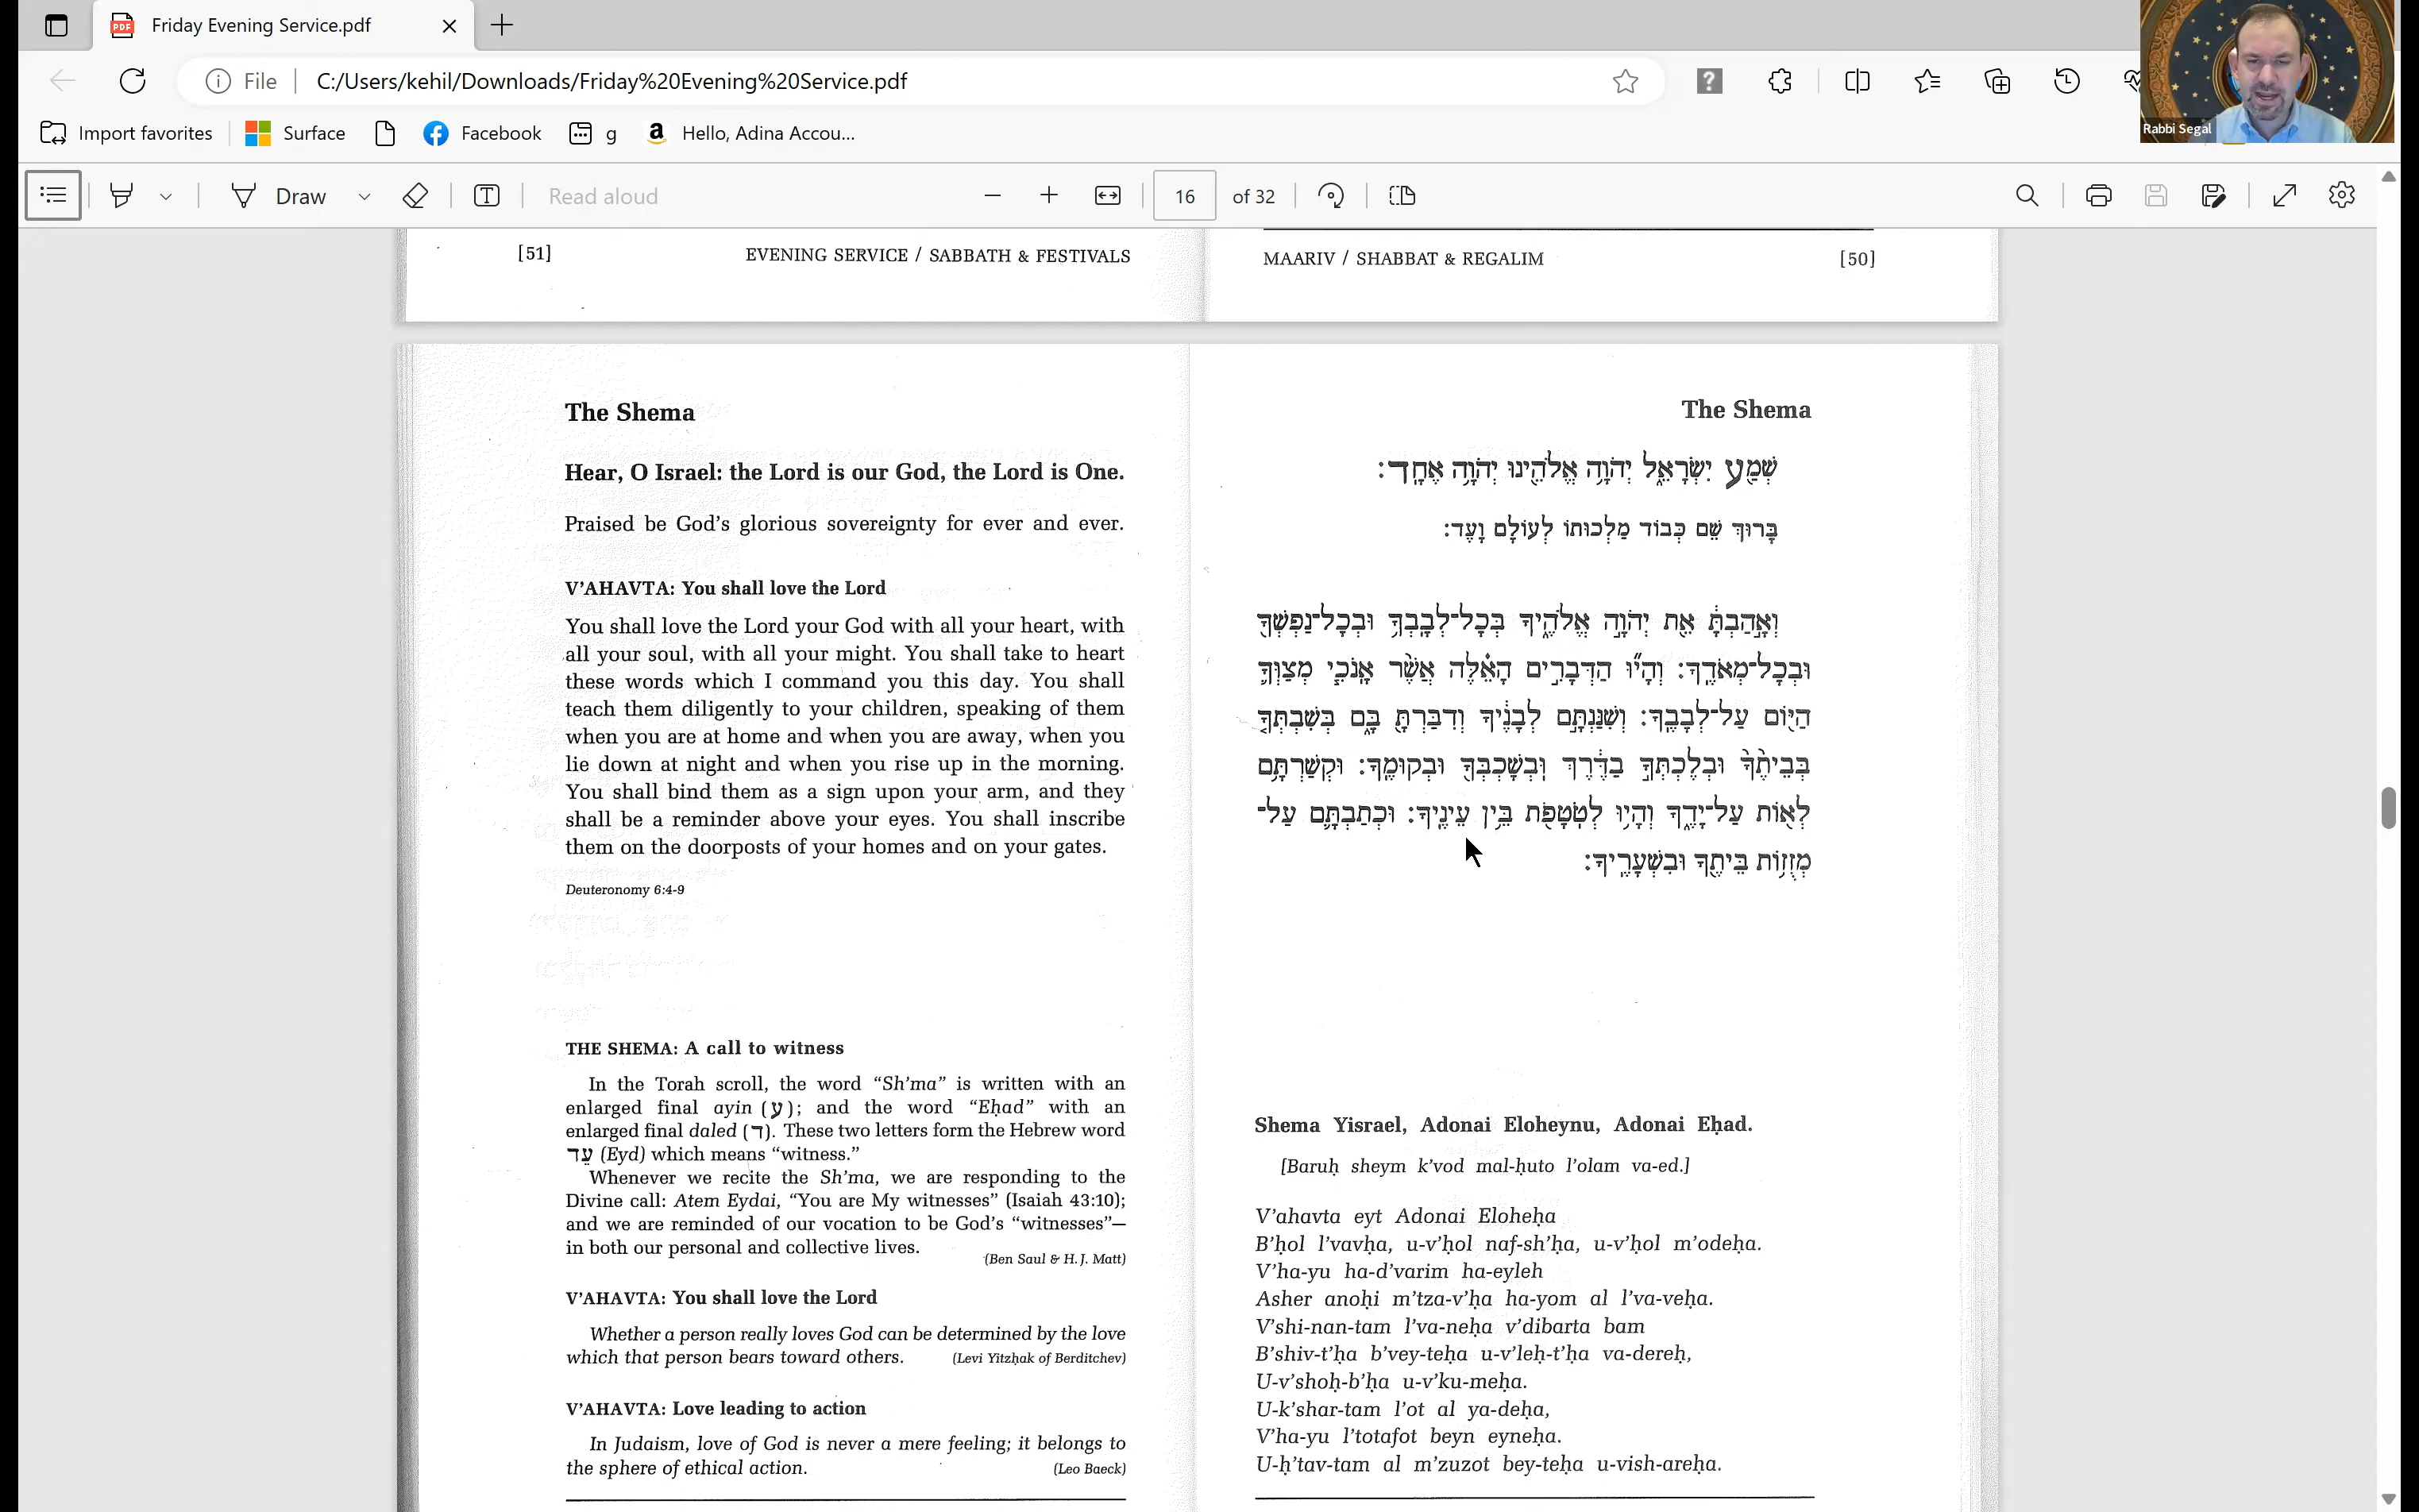 Friday Evening Service.pdf
File
C:/Users/kehil/Downloads/Friday%20Evening%20Service.pdf
Rabbi Segal
Import favorites
Surface
Facebook
g
Hello, Adina Accou...
Draw
Read aloud
16 of 32
[51] EVENING SERVICE / SABBATH & FESTIVALS
MAARIV / SHABBAT & REGALIM [50]
The Shema
Hear, O Israel: the Lord is our God, the Lord is One.
Praised be God's glorious sovereignty for ever and ever.
V'AHAVTA: You shall love the Lord
You shall love the Lord your God with all your heart, with
all your soul, with all your might. You shall take to heart
these words which I command you this day. You shall
teach them diligently to your children, speaking of them
when you are at home and when you are away, when you
lie down at night and when you rise up in the morning.
You shall bind them as a sign upon your arm, and they
shall be a reminder above your eyes. You shall inscribe
them on the doorposts of your homes and on your gates.
Deuteronomy 6:4-9
THE SHEMA: A call to witness
In the Torah scroll, the word “Sh'ma” is written with an
enlarged final ayin (ע); and the word “Eḥad” with an
enlarged final daled (ד). These two letters form the Hebrew word
עֵד (Eyd) which means “witness.”
Whenever we recite the Sh'ma, we are responding to the
Divine call: Atem Eydai, “You are My witnesses” (Isaiah 43:10);
and we are reminded of our vocation to be God's “witnesses”—
in both our personal and collective lives.
(Ben Saul & H.J. Matt)
V'AHAVTA: You shall love the Lord
Whether a person really loves God can be determined by the love
which that person bears toward others. (Levi Yitzḥak of Berditchev)
V'AHAVTA: Love leading to action
In Judaism, love of God is never a mere feeling; it belongs to
the sphere of ethical action. (Leo Baeck)
The Shema
שְׁמַ֖ע יִשְׂרָאֵ֑ל יְהֹוָ֥ה אֱלֹהֵ֖ינוּ יְהֹוָ֥ה אֶחָֽד׃
בָּרוּךְ שֵׁם כְּבוֹד מַלְכוּתוֹ לְעוֹלָם וָעֶד:
וְאָ֣הַבְתָּ֔ אֵ֖ת יְהֹוָ֣ה אֱלֹהֶ֑יךָ בְּכָל־לְבָבְךָ֥ וּבְכָל־נַפְשְׁךָ֖
וּבְכָל־מְאֹדֶֽךָ׃ וְהָי֞וּ הַדְּבָרִ֣ים הָאֵ֗לֶּה אֲשֶׁ֨ר אָֽנֹכִ֧י מְצַוְּךָ֛
הַיּ֖וֹם עַל־לְבָבֶֽךָ׃ וְשִׁנַּנְתָּ֣ם לְבָנֶ֔יךָ וְדִבַּרְתָּ֖ בָּ֑ם בְּשִׁבְתְּךָ֤
בְּבֵיתֶ֨ךָ֙ וּבְלֶכְתְּךָ֣ בַדֶּ֔רֶךְ וּֽבְשָׁכְבְּךָ֖ וּבְקוּמֶֽךָ׃ וּקְשַׁרְתָּ֥ם
לְא֖וֹת עַל־יָדֶ֑ךָ וְהָי֥וּ לְטֹֽטָפֹ֖ת בֵּ֥ין עֵינֶֽיךָ׃ וּכְתַבְתָּ֛ם עַל־
מְזֻז֥וֹת בֵּיתֶ֖ךָ וּבִשְׁעָרֶֽיךָ׃
Shema Yisrael, Adonai Eloheynu, Adonai Eḥad.
[Baruḥ sheym k'vod mal-ḥuto l'olam va-ed.]
V'ahavta eyt Adonai Eloheḥa
B'ḥol l'vavḥa, u-v'ḥol naf-sh'ḥa, u-v'ḥol m'odeḥa.
V'ha-yu ha-d'varim ha-eyleh
Asher anoḥi m'tza-v'ḥa ha-yom al l'va-veḥa.
V'shi-nan-tam l'va-neḥa v'dibarta bam
B'shiv-t'ḥa b'vey-teḥa u-v'leḥ-t'ḥa va-dereḥ,
U-v'shoḥ-b'ḥa u-v'ku-meḥa.
U-k'shar-tam l'ot al ya-deḥa,
V'ha-yu l'totafot beyn eyneḥa.
U-ḥ'tav-tam al m'zuzot bey-teḥa u-vish-areḥa.